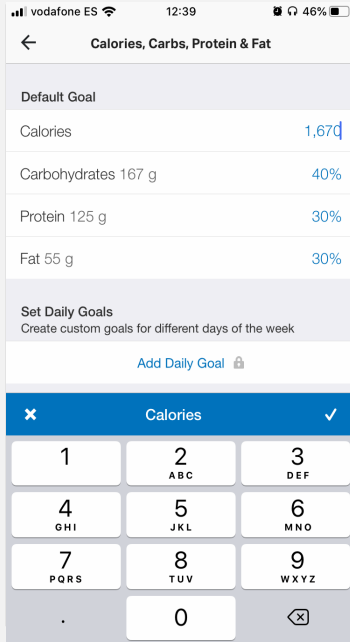 vodafone ES 12:39 46%
Calories, Carbs, Protein & Fat
Default Goal
Calories 1,670
Carbohydrates 167 g 40%
Protein 125 g 30%
Fat 55 g 30%
Set Daily Goals
Create custom goals for different days of the week
Add Daily Goal
Calories
1 2 3
ABC DEF
4 5 6
GHI JKL MNO
7 8 9
PQRS TUV WXYZ
. 0